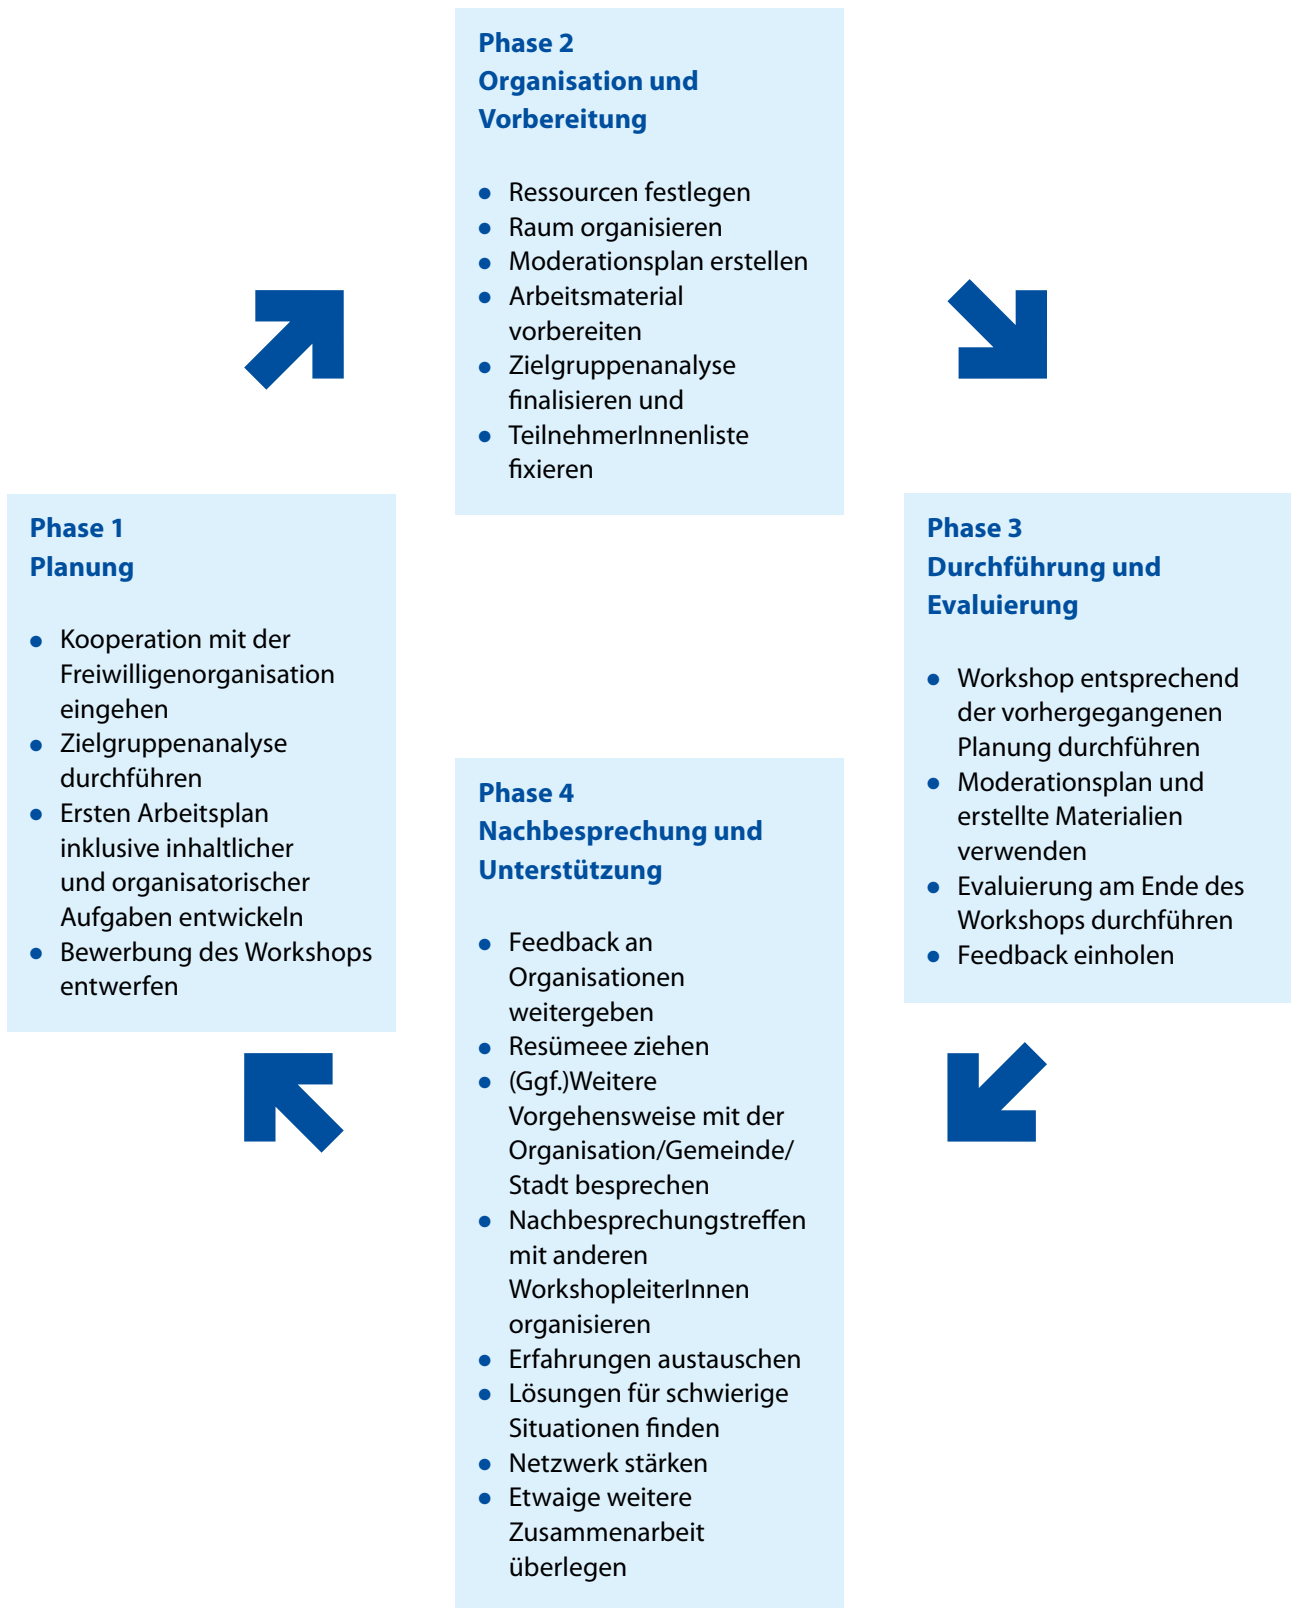 Phase 2
Organisation und
Vorbereitung
● Ressourcen festlegen
● Raum organisieren
● Moderationsplan erstellen
● Arbeitsmaterial
vorbereiten
● Zielgruppenanalyse
finalisieren und
● TeilnehmerInnenliste
fixieren
Phase 1
Planung
● Kooperation mit der
Freiwilligenorganisation
eingehen
● Zielgruppenanalyse
durchführen
● Ersten Arbeitsplan
inklusive inhaltlicher
und organisatorischer
Aufgaben entwickeln
● Bewerbung des Workshops
entwerfen
Phase 3
Durchführung und
Evaluierung
● Workshop entsprechend
der vorhergegangenen
Planung durchführen
● Moderationsplan und
erstellte Materialien
verwenden
● Evaluierung am Ende des
Workshops durchführen
● Feedback einholen
Phase 4
Nachbesprechung und
Unterstützung
● Feedback an
Organisationen
weitergeben
● Resümeee ziehen
● (Ggf.)Weitere
Vorgehensweise mit der
Organisation/Gemeinde/
Stadt besprechen
● Nachbesprechungstreffen
mit anderen
WorkshopleiterInnen
organisieren
● Erfahrungen austauschen
● Lösungen für schwierige
Situationen finden
● Netzwerk stärken
● Etwaige weitere
Zusammenarbeit
überlegen